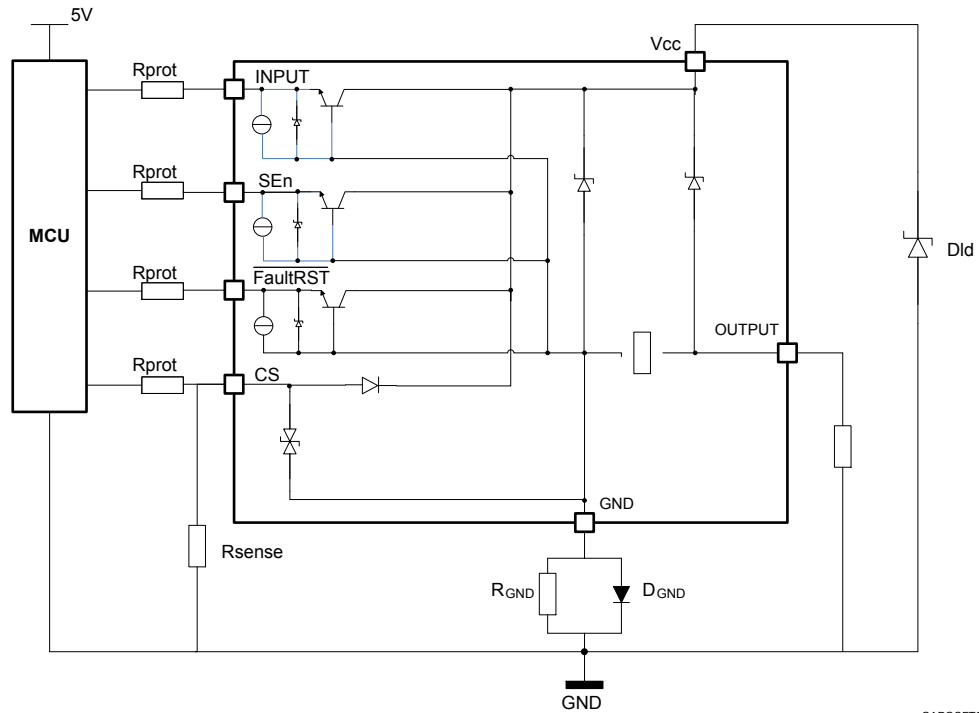 5V
Vcc
Rprot
INPUT
Rprot
SEn
MCU
Dld
Rprot
FaultRST
OUTPUT
Rprot
CS
GND
Rsense
RGND
DGND
GND